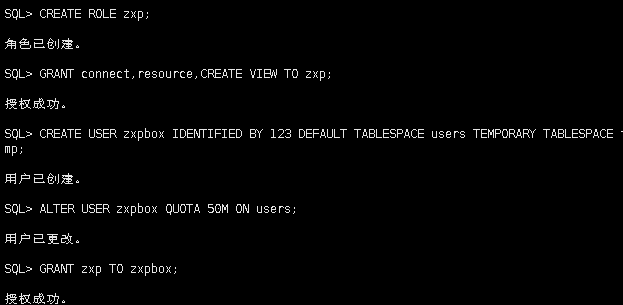 SQL> CREATE ROLE zxp;
角色已创建。
SQL> GRANT connect,resource,CREATE VIEW TO zxp;
授权成功。
SQL> CREATE USER zxpbox IDENTIFIED BY 123 DEFAULT TABLESPACE users TEMPORARY TABLESPACE
mp;
用户已创建。
SQL> ALTER USER zxpbox QUOTA 50M ON users;
用户已更改。
SQL> GRANT zxp TO zxpbox;
授权成功。